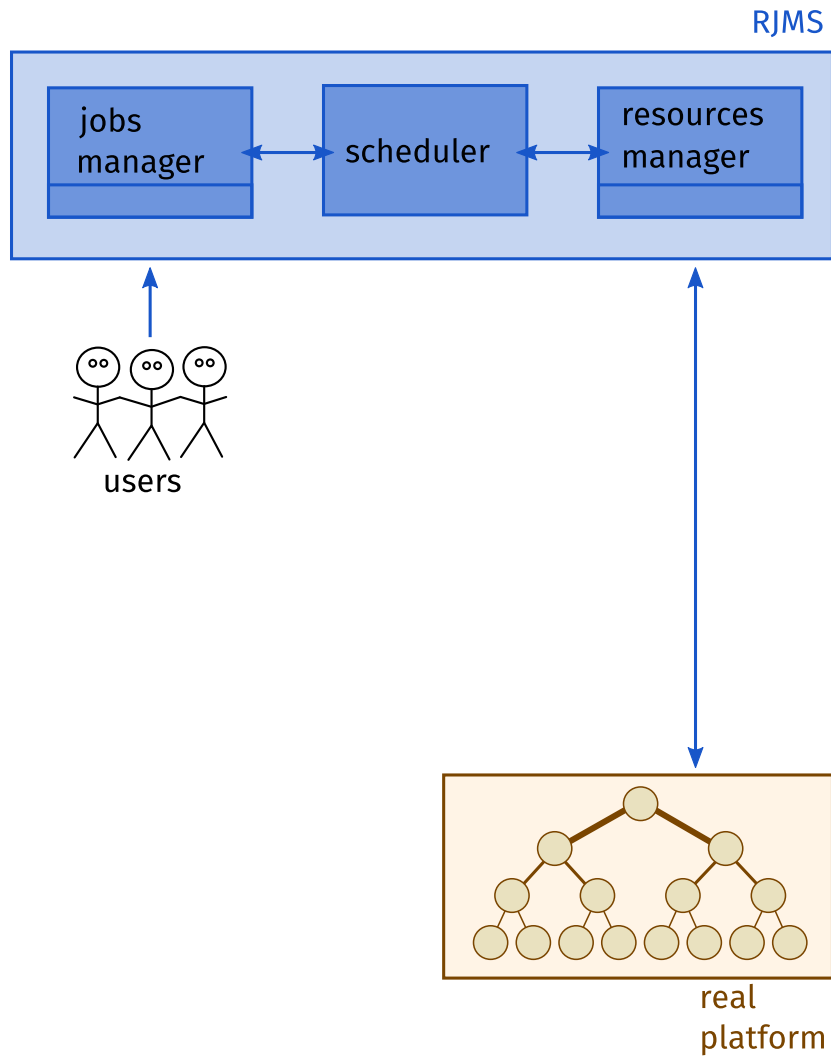 RJMS
jobs
manager
scheduler
resources
manager
users
real
platform